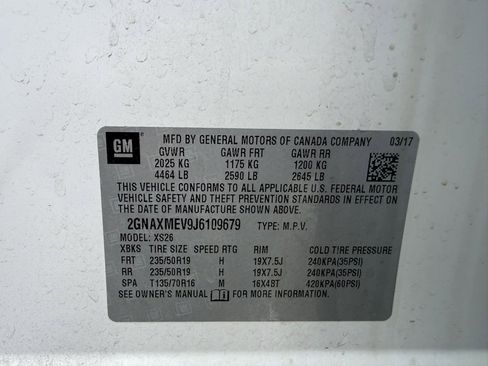 GM
MFD BY GENERAL MOTORS OF CANADA COMPANY 03/17
GVWR GAWR FRT GAWR RR
2025 KG 1175 KG 1200 KG
4464 LB 2590 LB 2645 LB
THIS VEHICLE CONFORMS TO ALL APPLICABLE U.S. FEDERAL MOTOR
VEHICLE SAFETY AND THEFT PREVENTION STANDARDS IN EFFECT ON
THE DATE OF MANUFACTURE SHOWN ABOVE.
2GNAXMEV9J6109679 TYPE: M.P.V.
MODEL: XS26
XBKS TIRE SIZE SPEED RTG RIM COLD TIRE PRESSURE
FRT 235/50R19 H 19X7.5J 240KPA(35PSI)
RR 235/50R19 H 19X7.5J 240KPA(35PSI)
SPA T135/70R16 M 16X4BT 420KPA(60PSI)
SEE OWNER'S MANUAL FOR MORE INFORMATION